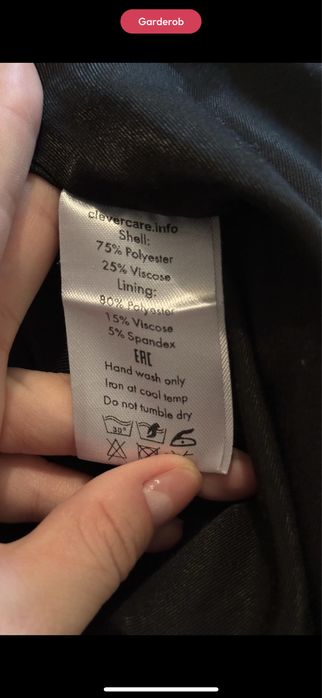 Garderob
clevercare.info
Shell:
75% Polyester
25% Viscose
Lining:
80% Polyester
15% Viscose
5% Spandex
EAC
Hand wash only
Iron at cool temp
Do not tumble dry
30°